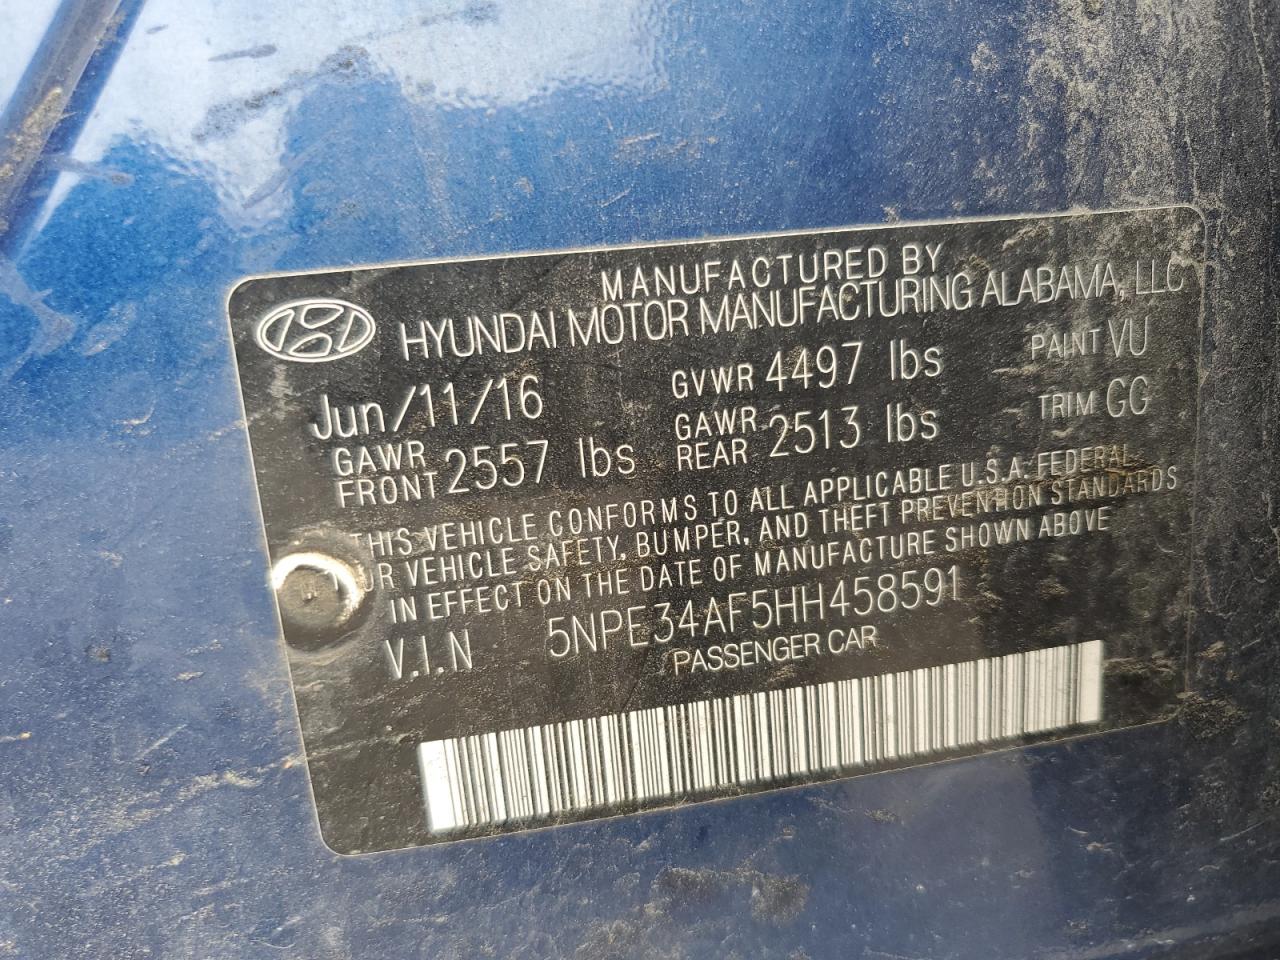 MANUFACTURED BY
HYUNDAI MOTOR MANUFACTURING ALABAMA, LLC
Jun/11/16 GVWR 4497 lbs PAINT VU
GAWR FRONT 2557 lbs GAWR REAR 2513 lbs TRIM GG
THIS VEHICLE CONFORMS TO ALL APPLICABLE U.S.A. FEDERAL
VEHICLE SAFETY, BUMPER, AND THEFT PREVENTION STANDARDS
IN EFFECT ON THE DATE OF MANUFACTURE SHOWN ABOVE
V.I.N 5NPE34AF5HH458591
PASSENGER CAR